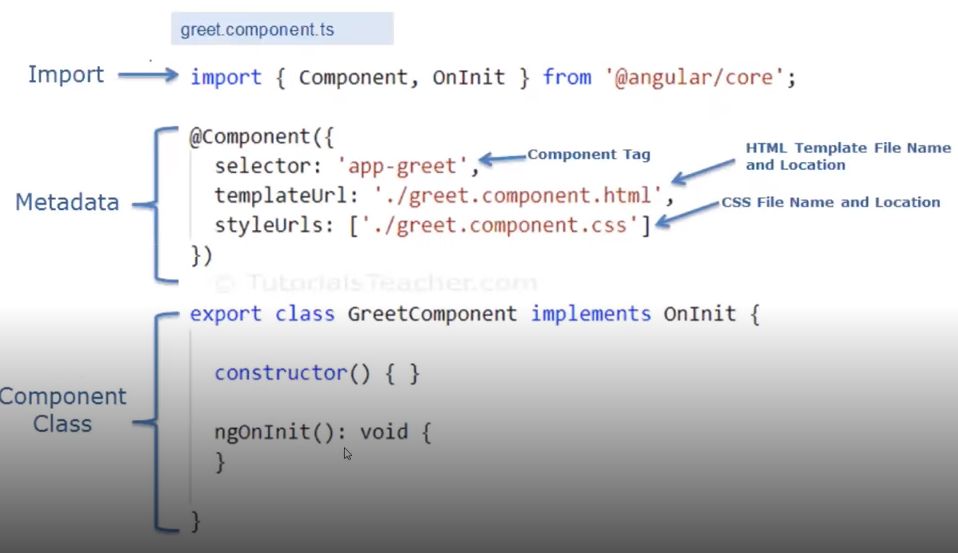 greet.component.ts
Import
import { Component, OnInit } from '@angular/core';
@Component({
selector: 'app-greet',
Component Tag
templateUrl: './greet.component.html',
HTML Template File Name
and Location
styleUrls: ['./greet.component.css']
CSS File Name and Location
})
Metadata
© TutorialsTeacher.com
export class GreetComponent implements OnInit {
constructor() { }
ngOnInit(): void {
}
}
Component
Class